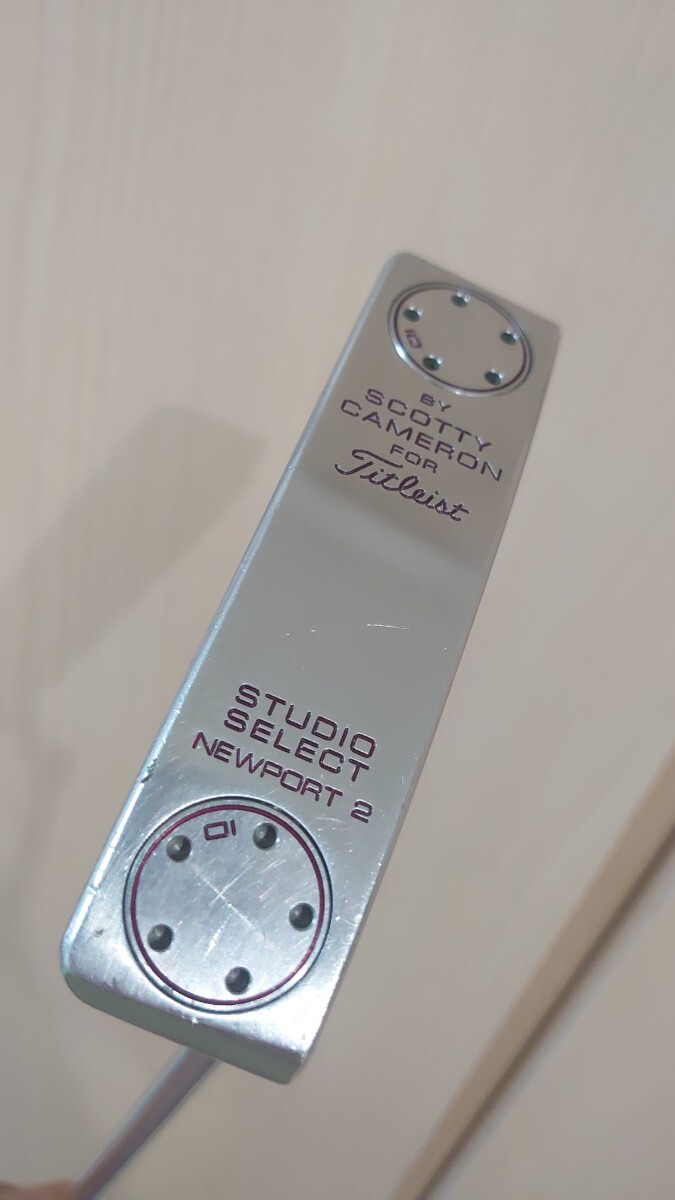 10
BY
SCOTTY
CAMERON
FOR
Titleist
STUDIO
SELECT
NEWPORT 2
10